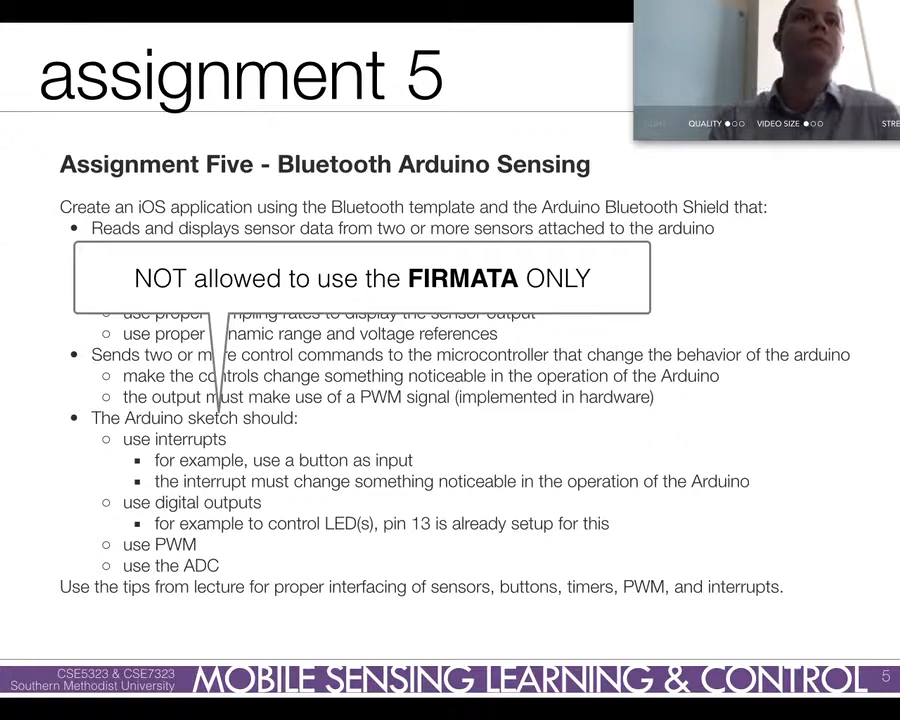 assignment 5
QUALITY VIDEO SIZE STRE
Assignment Five - Bluetooth Arduino Sensing
Create an iOS application using the Bluetooth template and the Arduino Bluetooth Shield that:
• Reads and displays sensor data from two or more sensors attached to the arduino
NOT allowed to use the FIRMATA ONLY
○ use proper mpling rates to display the sensor output
○ use proper namic range and voltage references
• Sends two or m re control commands to the microcontroller that change the behavior of the arduino
○ make the controls change something noticeable in the operation of the Arduino
○ the output must make use of a PWM signal (implemented in hardware)
• The Arduino sketch should:
○ use interrupts
▪ for example, use a button as input
▪ the interrupt must change something noticeable in the operation of the Arduino
○ use digital outputs
▪ for example to control LED(s), pin 13 is already setup for this
○ use PWM
○ use the ADC
Use the tips from lecture for proper interfacing of sensors, buttons, timers, PWM, and interrupts.
CSE5323 & CSE7323
Southern Methodist University
MOBILE SENSING LEARNING & CONTROL
5